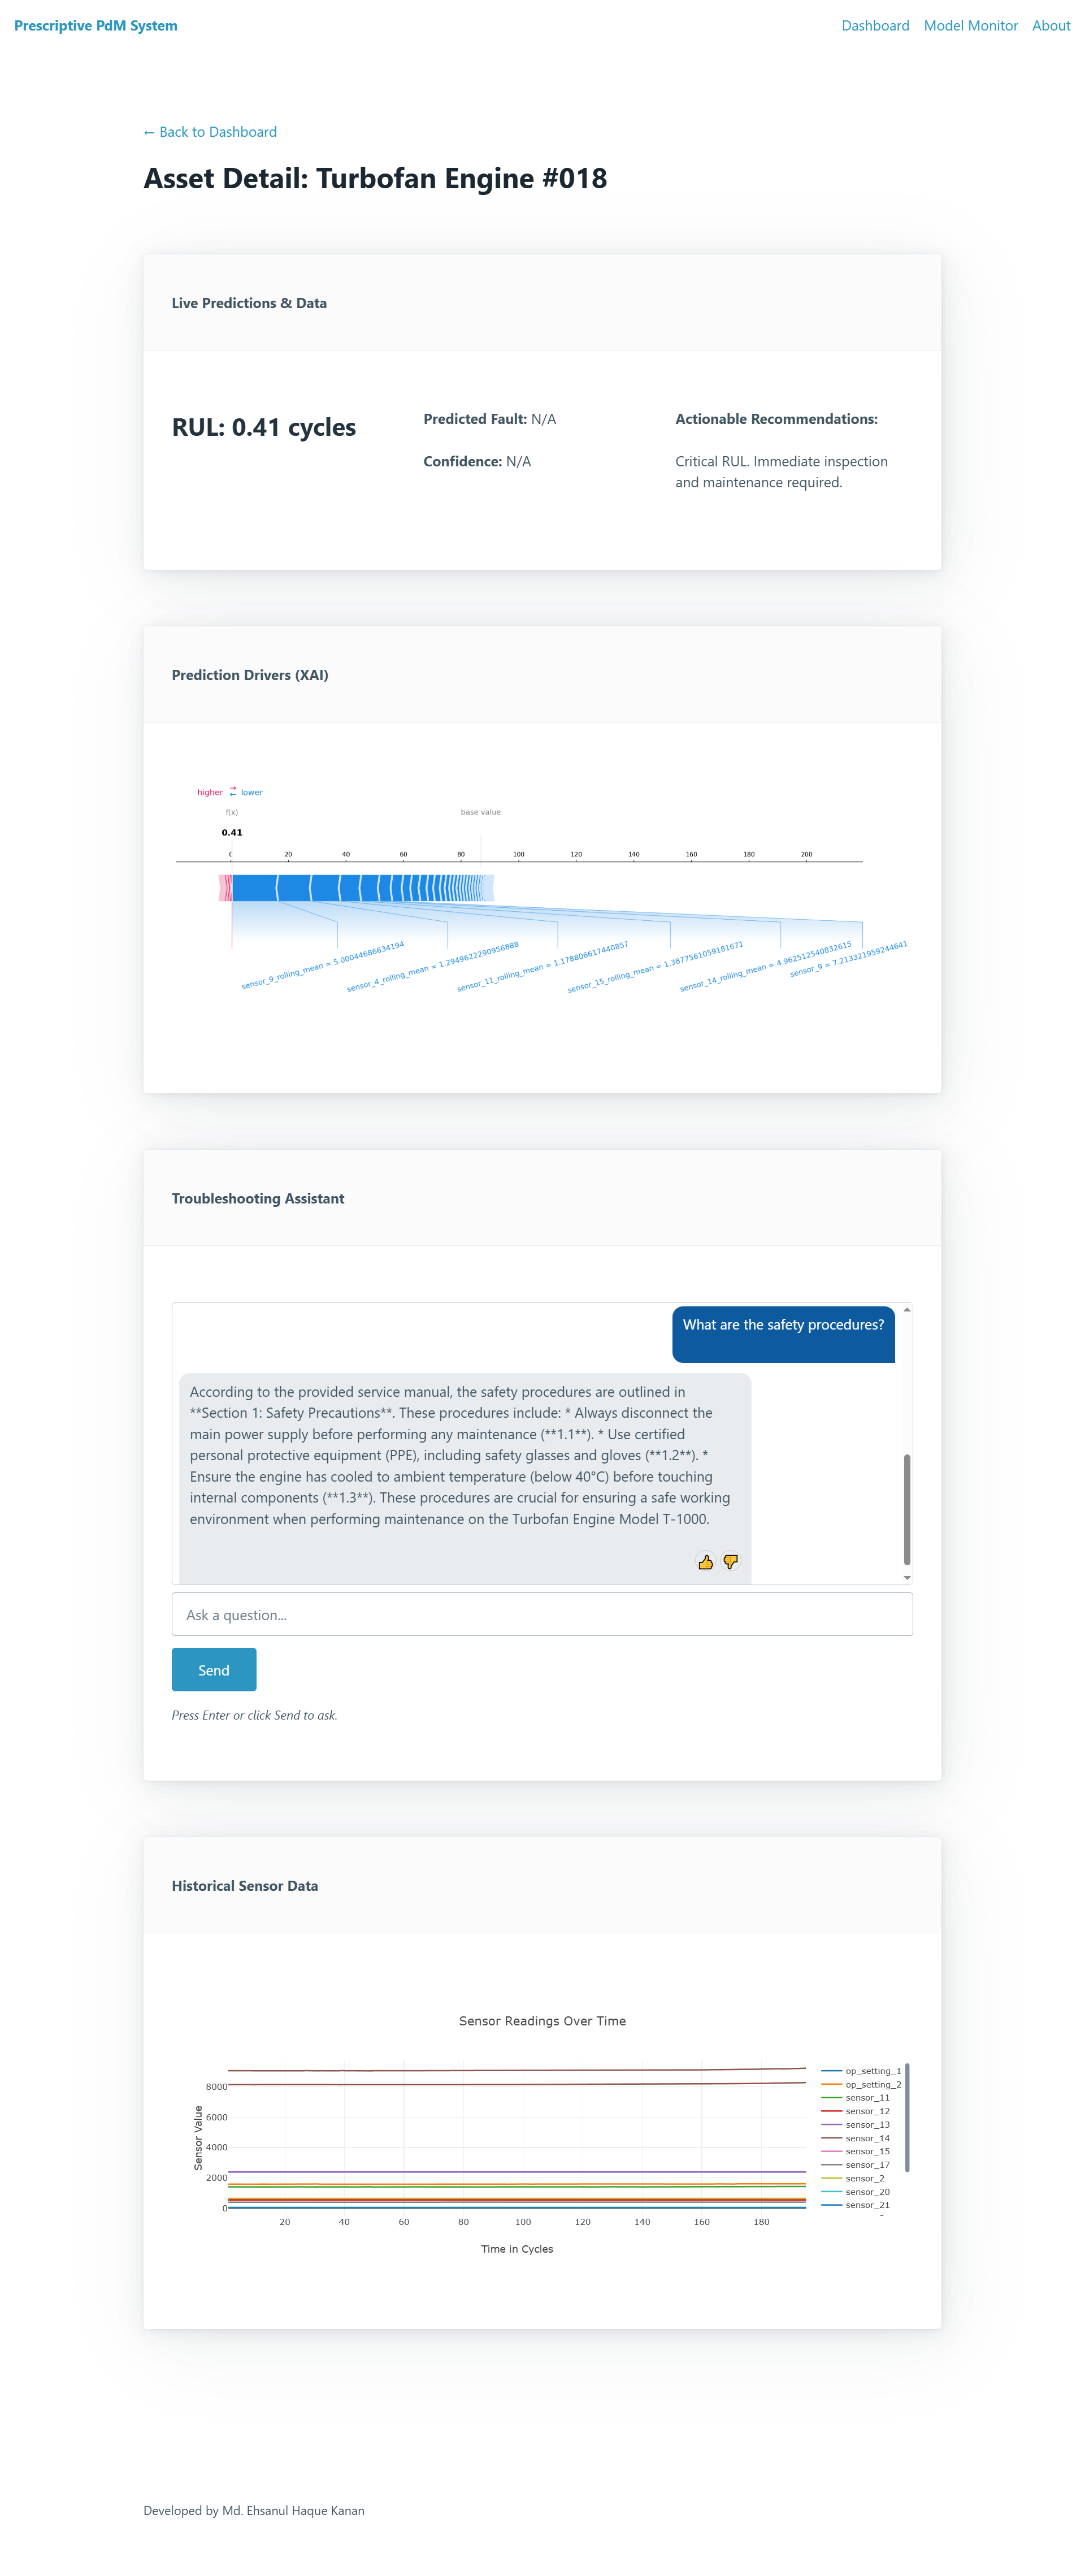 Prescriptive PdM System
Dashboard Model Monitor About
← Back to Dashboard
Asset Detail: Turbofan Engine #018
Live Predictions & Data
RUL: 0.41 cycles
Predicted Fault: N/A
Confidence: N/A
Actionable Recommendations:
Critical RUL. Immediate inspection
and maintenance required.
Prediction Drivers (XAI)
higher ⇄ lower
f(x)
base value
0.41
0 20 40 60 80 100 120 140 160 180 200
sensor_9_rolling_mean = 5.00044686634194
sensor_4_rolling_mean = 1.2949622290956888
sensor_11_rolling_mean = 1.178806617440857
sensor_15_rolling_mean = 1.3877561059181671
sensor_14_rolling_mean = 4.962512540832615
sensor_9 = 7.213321959244641
Troubleshooting Assistant
What are the safety procedures?
According to the provided service manual, the safety procedures are outlined in
**Section 1: Safety Precautions**. These procedures include: * Always disconnect the
main power supply before performing any maintenance (**1.1**). * Use certified
personal protective equipment (PPE), including safety glasses and gloves (**1.2**). *
Ensure the engine has cooled to ambient temperature (below 40°C) before touching
internal components (**1.3**). These procedures are crucial for ensuring a safe working
environment when performing maintenance on the Turbofan Engine Model T-1000.
Ask a question...
Send
Press Enter or click Send to ask.
Historical Sensor Data
Sensor Readings Over Time
Sensor Value
8000
6000
4000
2000
0
20 40 60 80 100 120 140 160 180
Time in Cycles
op_setting_1
op_setting_2
sensor_11
sensor_12
sensor_13
sensor_14
sensor_15
sensor_17
sensor_2
sensor_20
sensor_21
Developed by Md. Ehsanul Haque Kanan